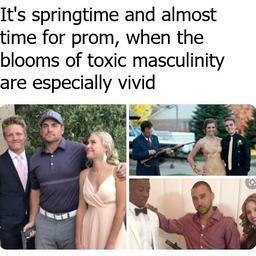 It's springtime and almost
time for prom, when the
blooms of toxic masculinity
are especially vivid